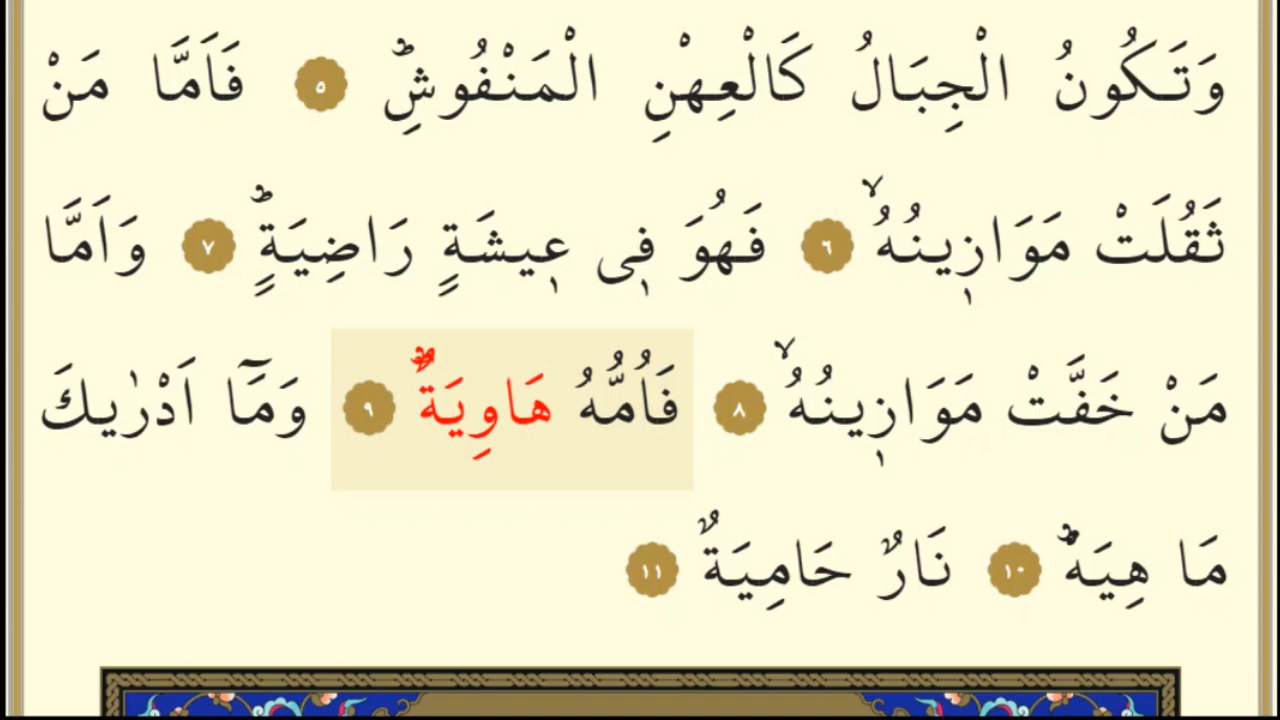 وَتَكُونُ الْجِبَالُ كَالْعِهْنِ الْمَنْفُوشِؕ ٥ فَاَمَّا مَنْ
ثَقُلَتْ مَوَازٖينُهُۙ ٦ فَهُوَ فٖى عٖيشَةٍ رَاضِيَةٍؕ ٧ وَاَمَّا
مَنْ خَفَّتْ مَوَازٖينُهُۙ ٨ فَاُمُّهُ هَاوِيَةٌؕ ٩ وَمَٓا اَدْرٰيكَ
مَا هِيَهْؕ ١٠ نَارٌ حَامِيَةٌ ١١